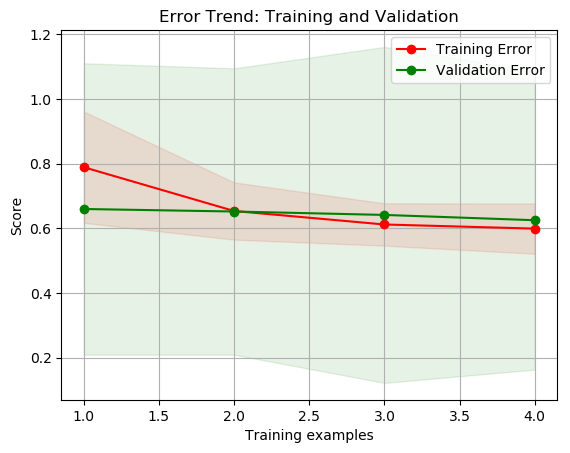 Error Trend: Training and Validation
1.2
1.0
0.8
0.6
0.4
0.2
Score
Training Error
Validation Error
1.0 1.5 2.0 2.5 3.0 3.5 4.0
Training examples